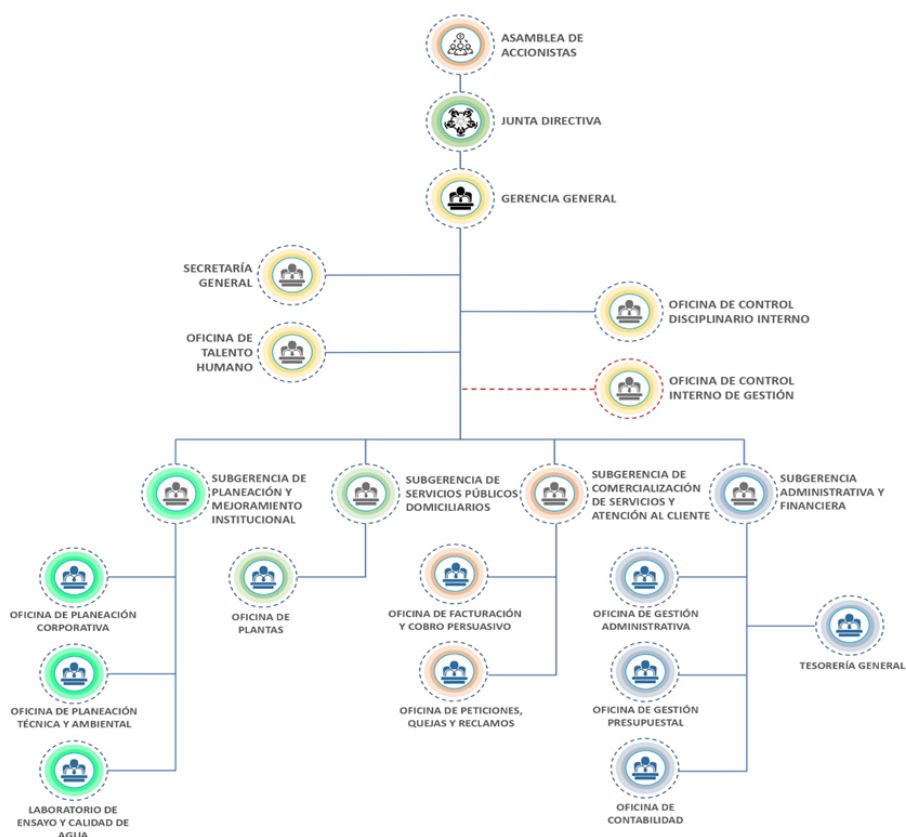 ASAMBLEA DE
ACCIONISTAS
JUNTA DIRECTIVA
GERENCIA GENERAL
SECRETARÍA
GENERAL
OFICINA DE CONTROL
DISCIPLINARIO INTERNO
OFICINA DE
TALENTO
HUMANO
OFICINA DE CONTROL
INTERNO DE GESTIÓN
SUBGERENCIA DE
PLANEACIÓN Y
MEJORAMIENTO
INSTITUCIONAL
SUBGERENCIA DE
SERVICIOS PÚBLICOS
DOMICILIARIOS
SUBGERENCIA DE
COMERCIALIZACIÓN
DE SERVICIOS Y
ATENCIÓN AL CLIENTE
SUBGERENCIA
ADMINISTRATIVA Y
FINANCIERA
OFICINA DE PLANEACIÓN
CORPORATIVA
OFICINA DE
PLANTAS
OFICINA DE FACTURACIÓN
Y COBRO PERSUASIVO
OFICINA DE GESTIÓN
ADMINISTRATIVA
TESORERÍA GENERAL
OFICINA DE PLANEACIÓN
TÉCNICA Y AMBIENTAL
OFICINA DE PETICIONES,
QUEJAS Y RECLAMOS
OFICINA DE GESTIÓN
PRESUPUESTAL
LABORATORIO DE
ENSAYO Y CALIDAD DE
AGUA
OFICINA DE
CONTABILIDAD